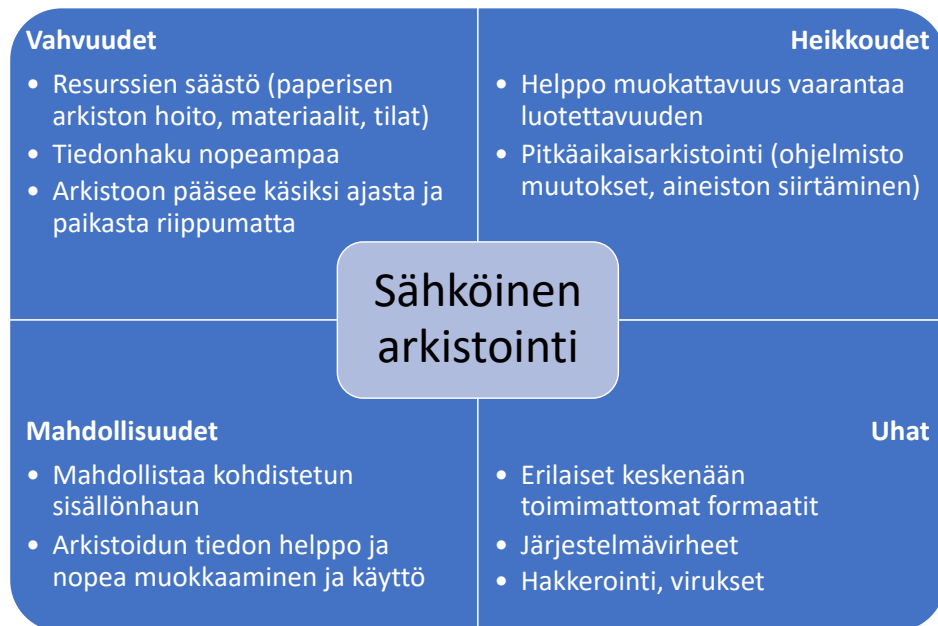 Vahvuudet
• Resurssien säästö (paperisen
arkiston hoito, materiaalit, tilat)
• Tiedonhaku nopeampaa
• Arkistoon pääsee käsiksi ajasta ja
paikasta riippumatta
Heikkoudet
• Helppo muokattavuus vaarantaa
luotettavuuden
• Pitkäaikaisarkistointi (ohjelmisto
muutokset, aineiston siirtäminen)
Sähköinen
arkistointi
Mahdollisuudet
• Mahdollistaa kohdistetun
sisällönhaun
• Arkistoidun tiedon helppo ja
nopea muokkaaminen ja käyttö
Uhat
• Erilaiset keskenään
toimimattomat formaatit
• Järjestelmävirheet
• Hakkerointi, virukset